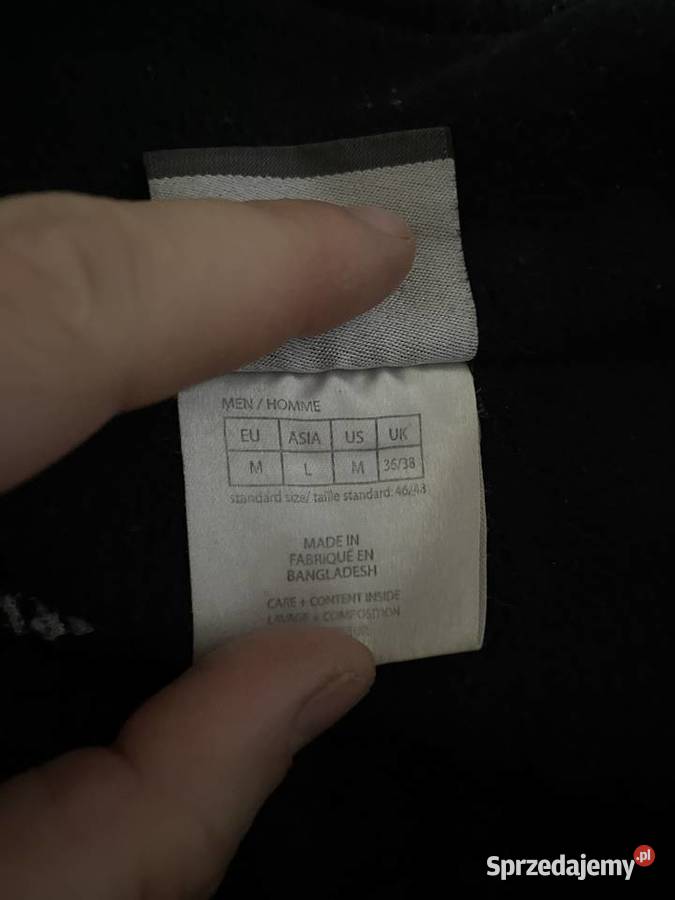 MEN / HOMME
EU ASIA US UK
M L M 36/38
standard size/ taille standard: 46/48
MADE IN
FABRIQUÉ EN
BANGLADESH
CARE + CONTENT INSIDE
LAVAGE + COMPOSITION
Sprzedajemy.pl